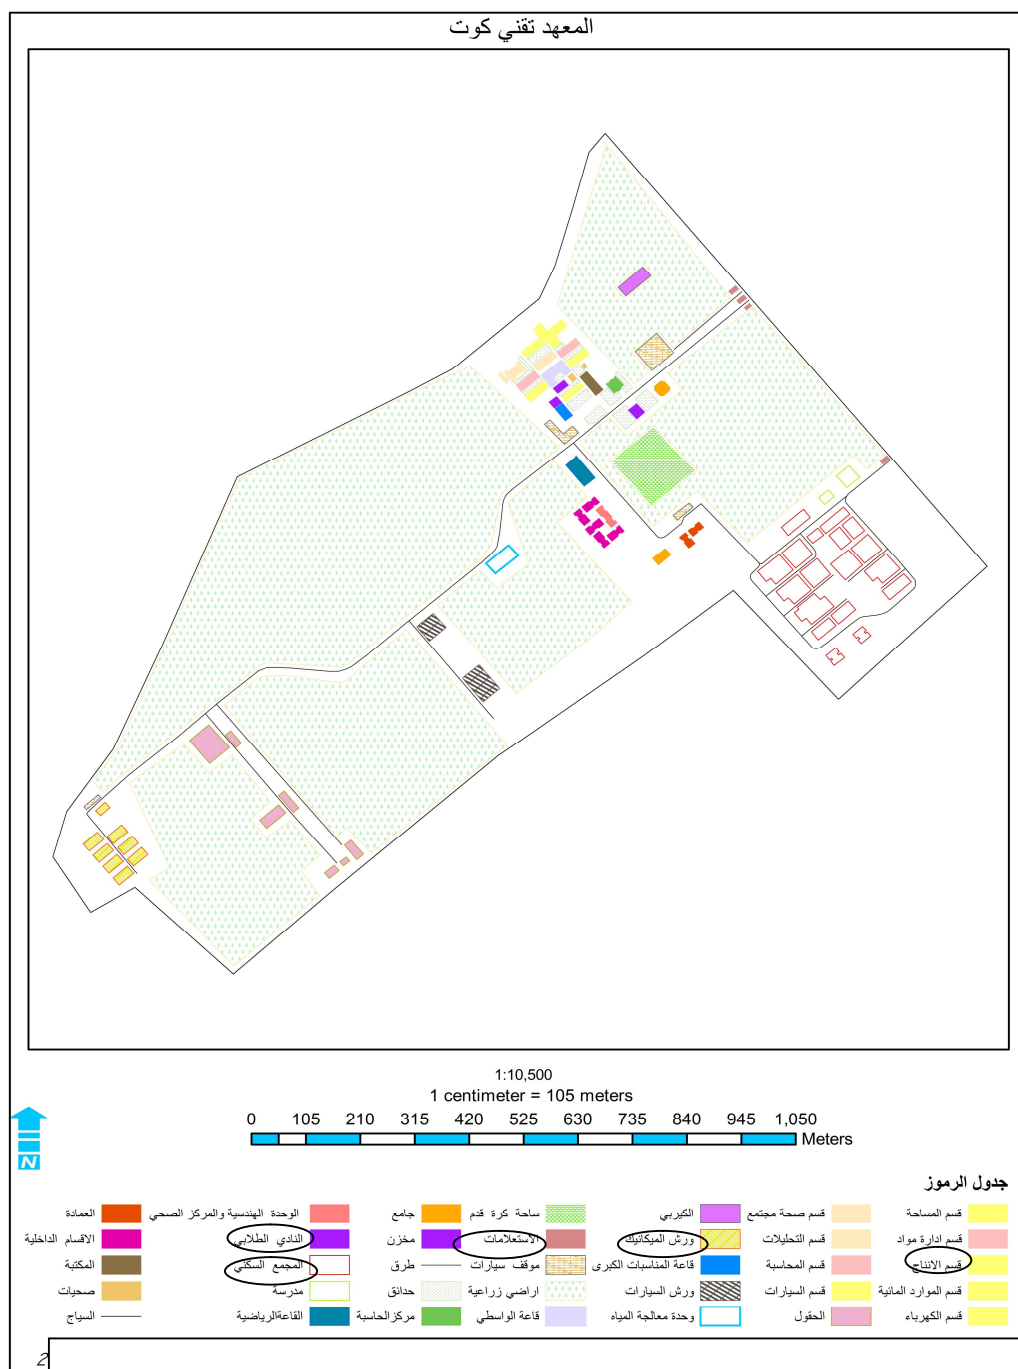 المعهد تقني كوت
1:10,500
1 centimeter = 105 meters
0 105 210 315 420 525 630 735 840 945 1,050
Meters
N
جدول الرموز
قسم المساحة
قسم صحة مجتمع
الكيربي
ساحة كرة قدم
جامع
الوحدة الهندسية والمركز الصحي
العمادة
قسم ادارة مواد
قسم التحليلات
ورش الميكانيك
الاستعلامات
مخزن
النادي الطلابي
الاقسام الداخلية
قسم الانتاج
قسم المحاسبة
قاعة المناسبات الكبرى
موقف سيارات
طرق
المجمع السكني
المكتبة
قسم الموارد المائية
قسم السيارات
ورش السيارات
اراضي زراعية
حدائق
مدرسة
صحيات
قسم الكهرباء
الحقول
وحدة معالجة المياه
قاعة الواسطي
مركز الحاسبة
القاعةالرياضية
السياج
2